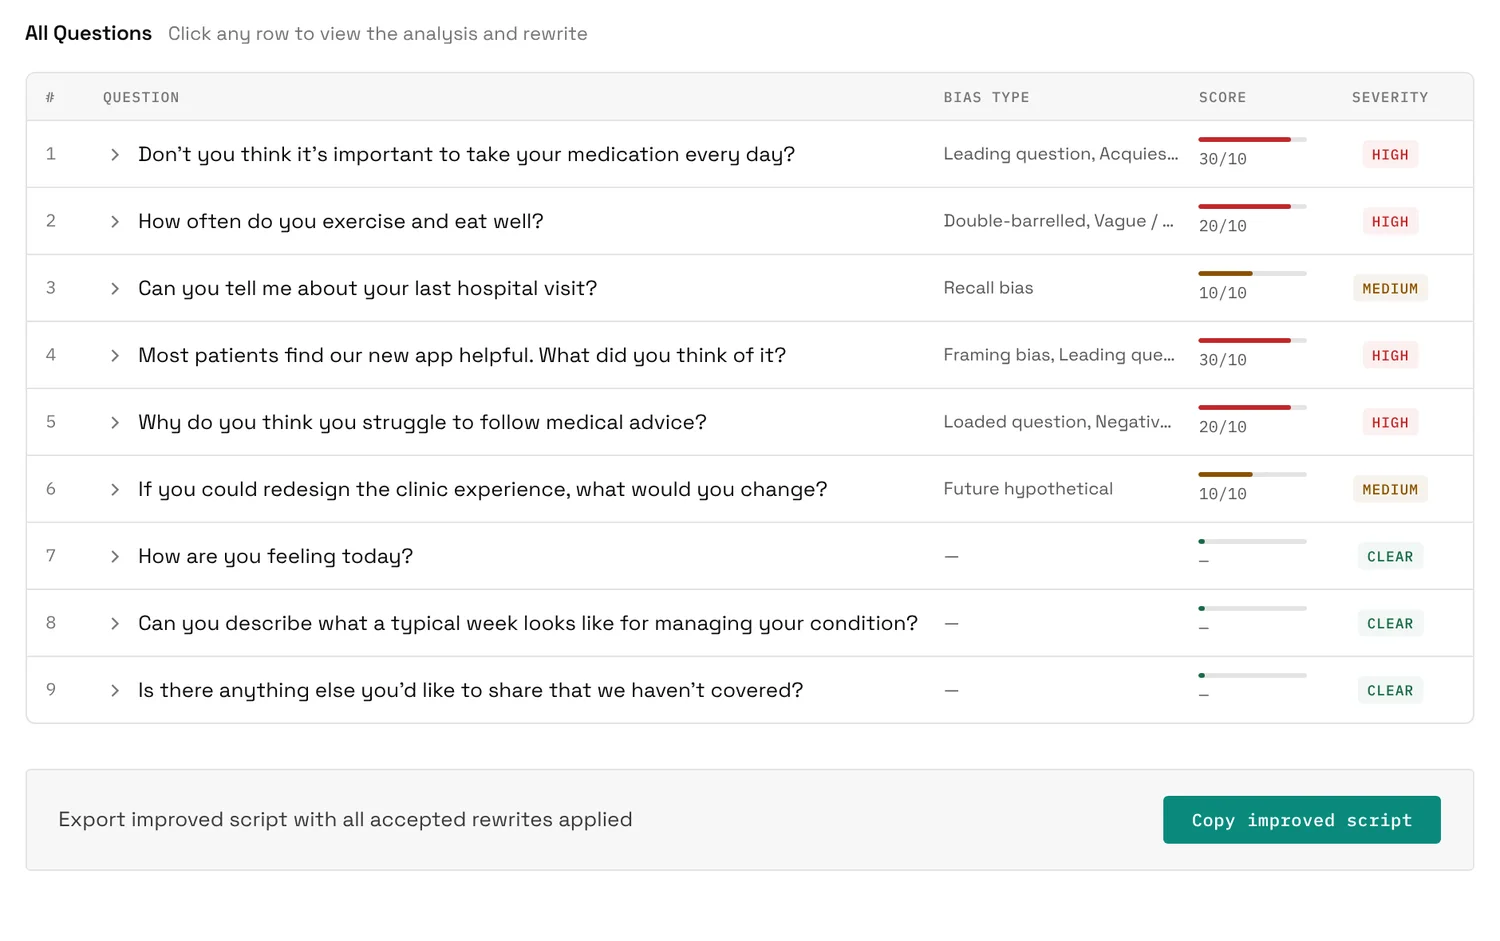 All Questions Click any row to view the analysis and rewrite
# QUESTION BIAS TYPE SCORE SEVERITY
1 Don't you think it's important to take your medication every day? Leading question, Acquies... 30/10 HIGH
2 How often do you exercise and eat well? Double-barrelled, Vague / ... 20/10 HIGH
3 Can you tell me about your last hospital visit? Recall bias 10/10 MEDIUM
4 Most patients find our new app helpful. What did you think of it? Framing bias, Leading que... 30/10 HIGH
5 Why do you think you struggle to follow medical advice? Loaded question, Negativ... 20/10 HIGH
6 If you could redesign the clinic experience, what would you change? Future hypothetical 10/10 MEDIUM
7 How are you feeling today? — – CLEAR
8 Can you describe what a typical week looks like for managing your condition? — – CLEAR
9 Is there anything else you'd like to share that we haven't covered? — – CLEAR
Export improved script with all accepted rewrites applied Copy improved script